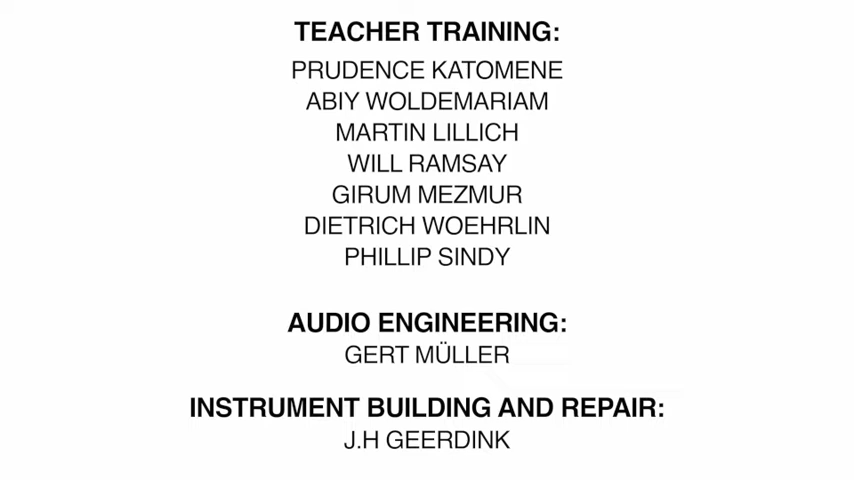 TEACHER TRAINING:
PRUDENCE KATOMENE
ABIY WOLDEMARIAM
MARTIN LILLICH
WILL RAMSAY
GIRUM MEZMUR
DIETRICH WOEHRLIN
PHILLIP SINDY
AUDIO ENGINEERING:
GERT MÜLLER
INSTRUMENT BUILDING AND REPAIR:
J.H GEERDINK